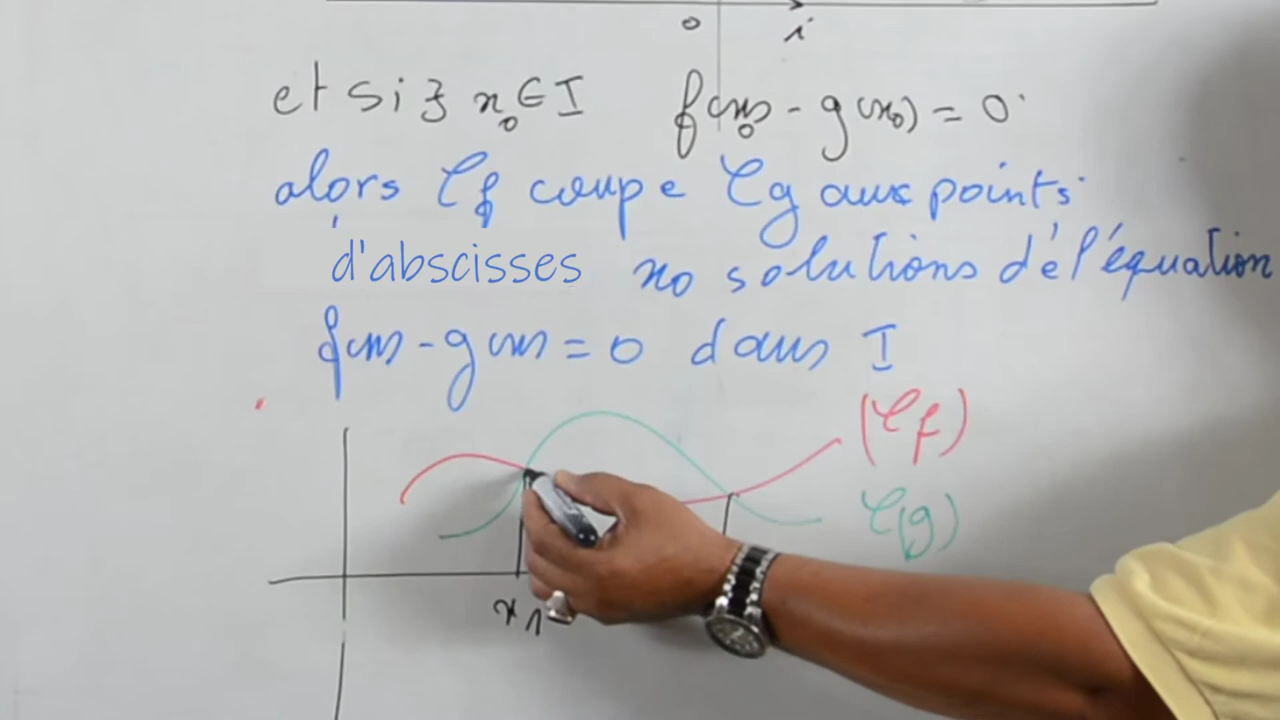 o i
et si ∃ x₀ ∈ I f(x₀) - g(x₀) = 0
alors Cf coupe Cg aux points
d'abscisses x₀ solutions de l'équation
f(x) - g(x) = 0 dans I
(Cf)
C(g)
x₁